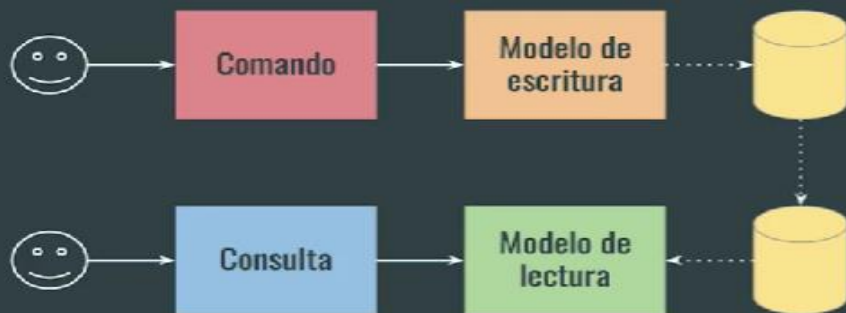 Comando
Modelo de
escritura
Consulta
Modelo de
lectura